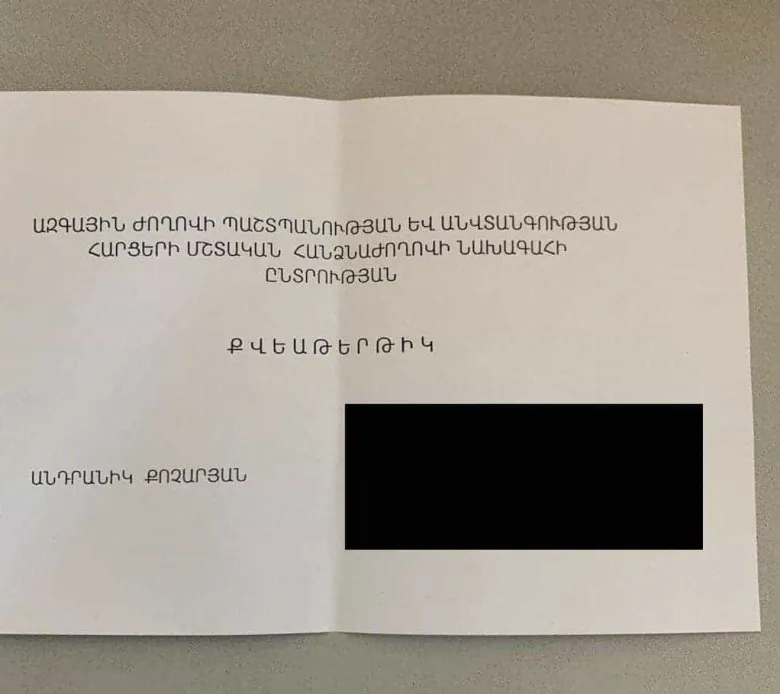 ԱԶԳԱՅԻՆ ԺՈՂՈՎԻ ՊԱՇՏՊԱՆՈՒԹՅԱՆ ԵՎ ԱՆՎՏԱՆԳՈՒԹՅԱՆ
ՀԱՐՑԵՐԻ ՄՇՏԱԿԱՆ ՀԱՆՁՆԱԺՈՂՈՎԻ ՆԱԽԱԳԱՀԻ
ԸՆՏՐՈՒԹՅԱՆ
ՔՎԵԱԹԵՐԹԻԿ
ԱՆԴՐԱՆԻԿ ՔՈՉԱՐՅԱՆ